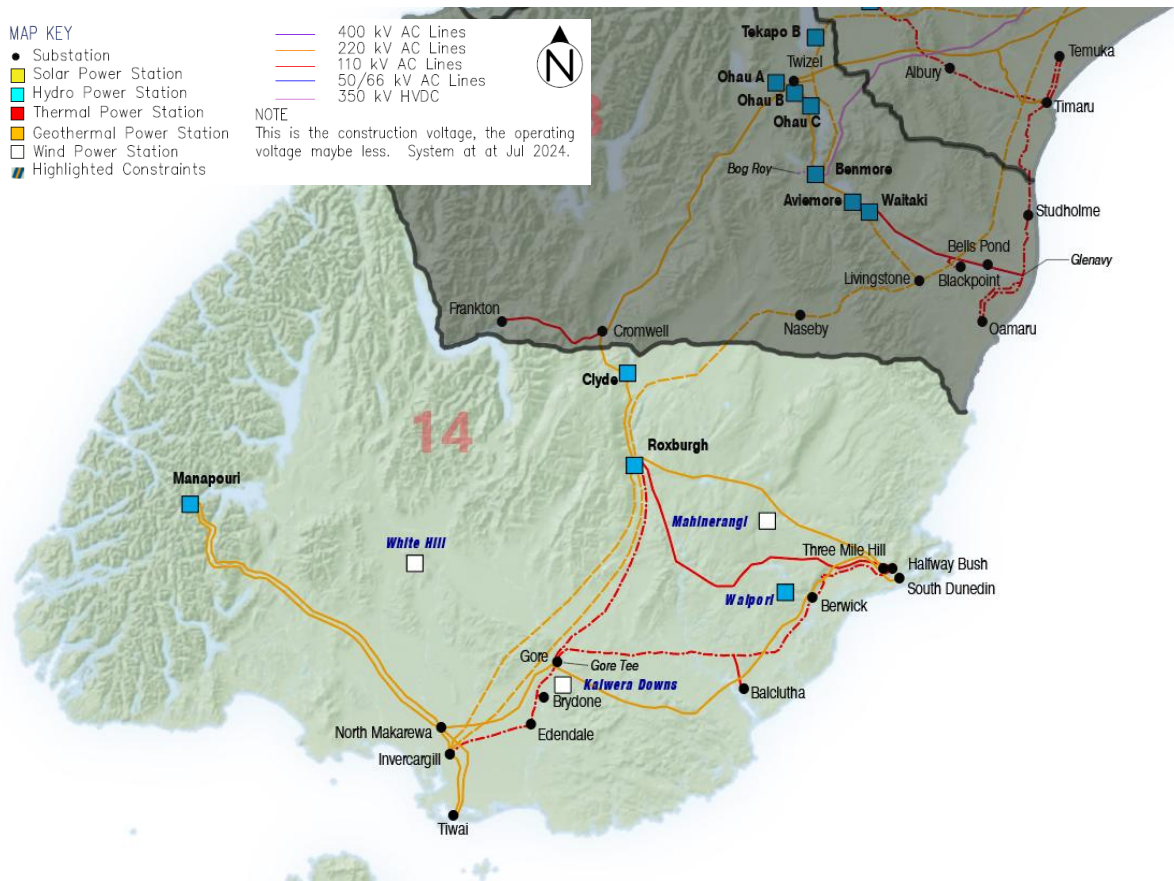 MAP KEY
Substation
Solar Power Station
Hydro Power Station
Thermal Power Station
Geothermal Power Station
Wind Power Station
Highlighted Constraints
400 kV AC Lines
220 kV AC Lines
110 kV AC Lines
50/66 kV AC Lines
350 kV HVDC
NOTE
This is the construction voltage, the operating
voltage maybe less. System at at Jul 2024.
N
Tekapo B
Twizel
Ohau A
Ohau B
Ohau C
Albury
Temuka
Timaru
Bog Roy
Benmore
Aviemore
Waitaki
Studholme
Bells Pond
Blackpoint
Glenavy
Livingstone
Oamaru
Naseby
Frankton
Cromwell
Clyde
14
Roxburgh
Manapouri
White Hill
Mahinerangi
Three Mile Hill
Halfway Bush
South Dunedin
Waipori
Berwick
Gore
Gore Tee
Kaiwera Downs
Brydone
Balclutha
Edendale
North Makarewa
Invercargill
Tiwai